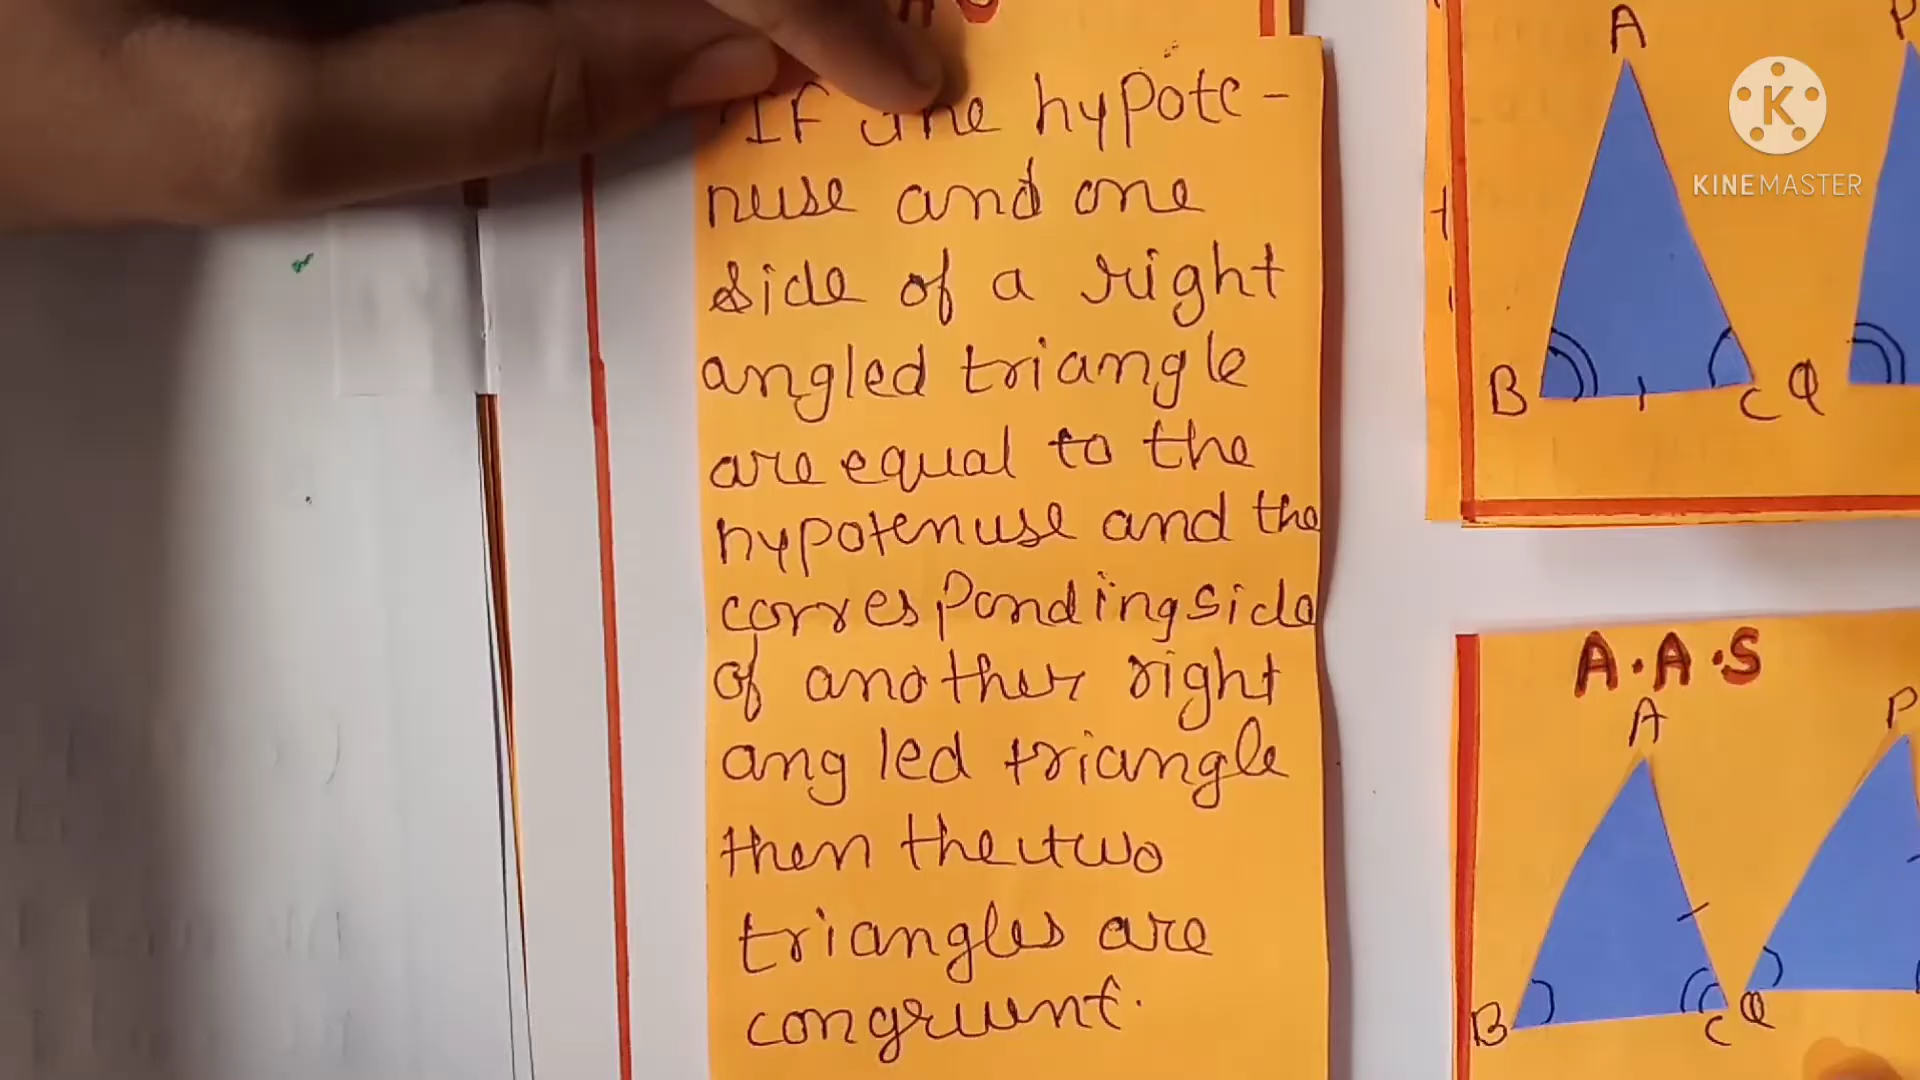 If the hypote-
nuse and one
side of a right
angled triangle
are equal to the
hypotenuse and the
corresponding side
of another right
angled triangle
then the two
triangles are
congruent.
A
P
B
C
Q
KINEMASTER
A.A.S
A
P
B
C
Q